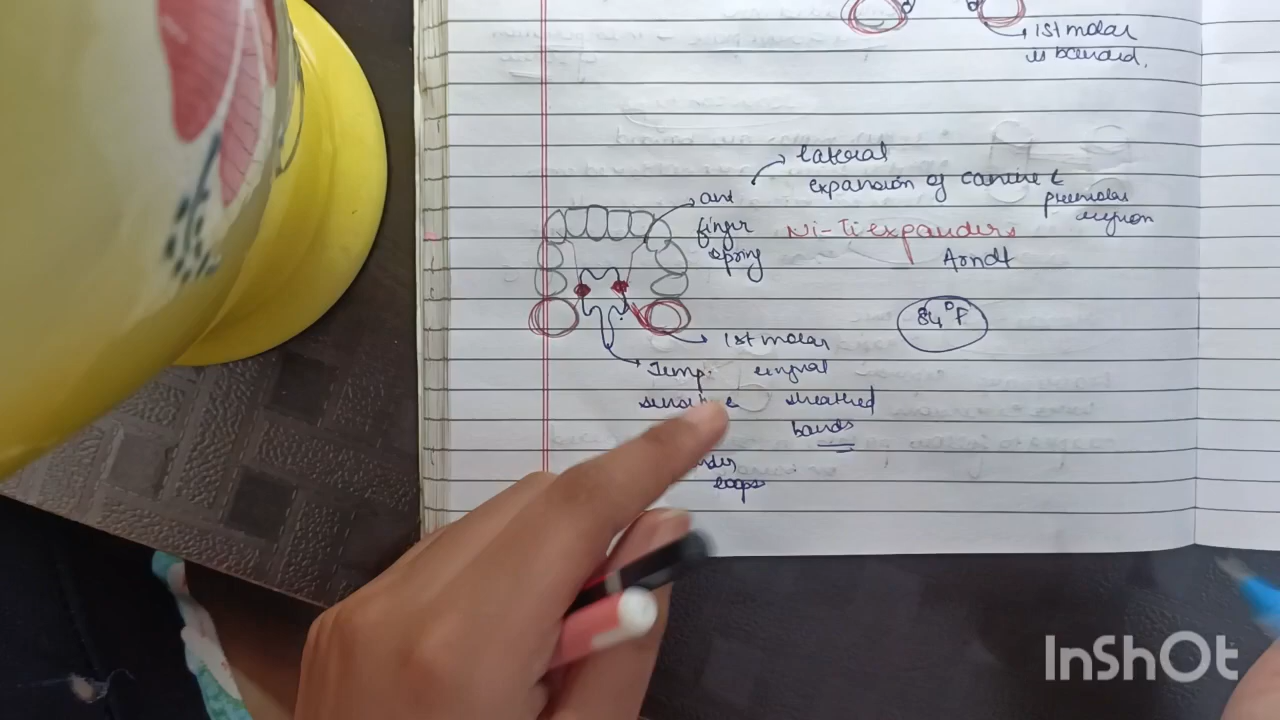 1st molar
is banded.
lateral
expansion of canine &
premolar
region
ant
finger
spring
Ni-Ti expanders
Arndt
84°F
1st molar
lingual
sheathed
bands
Temp.
loops
InShOt